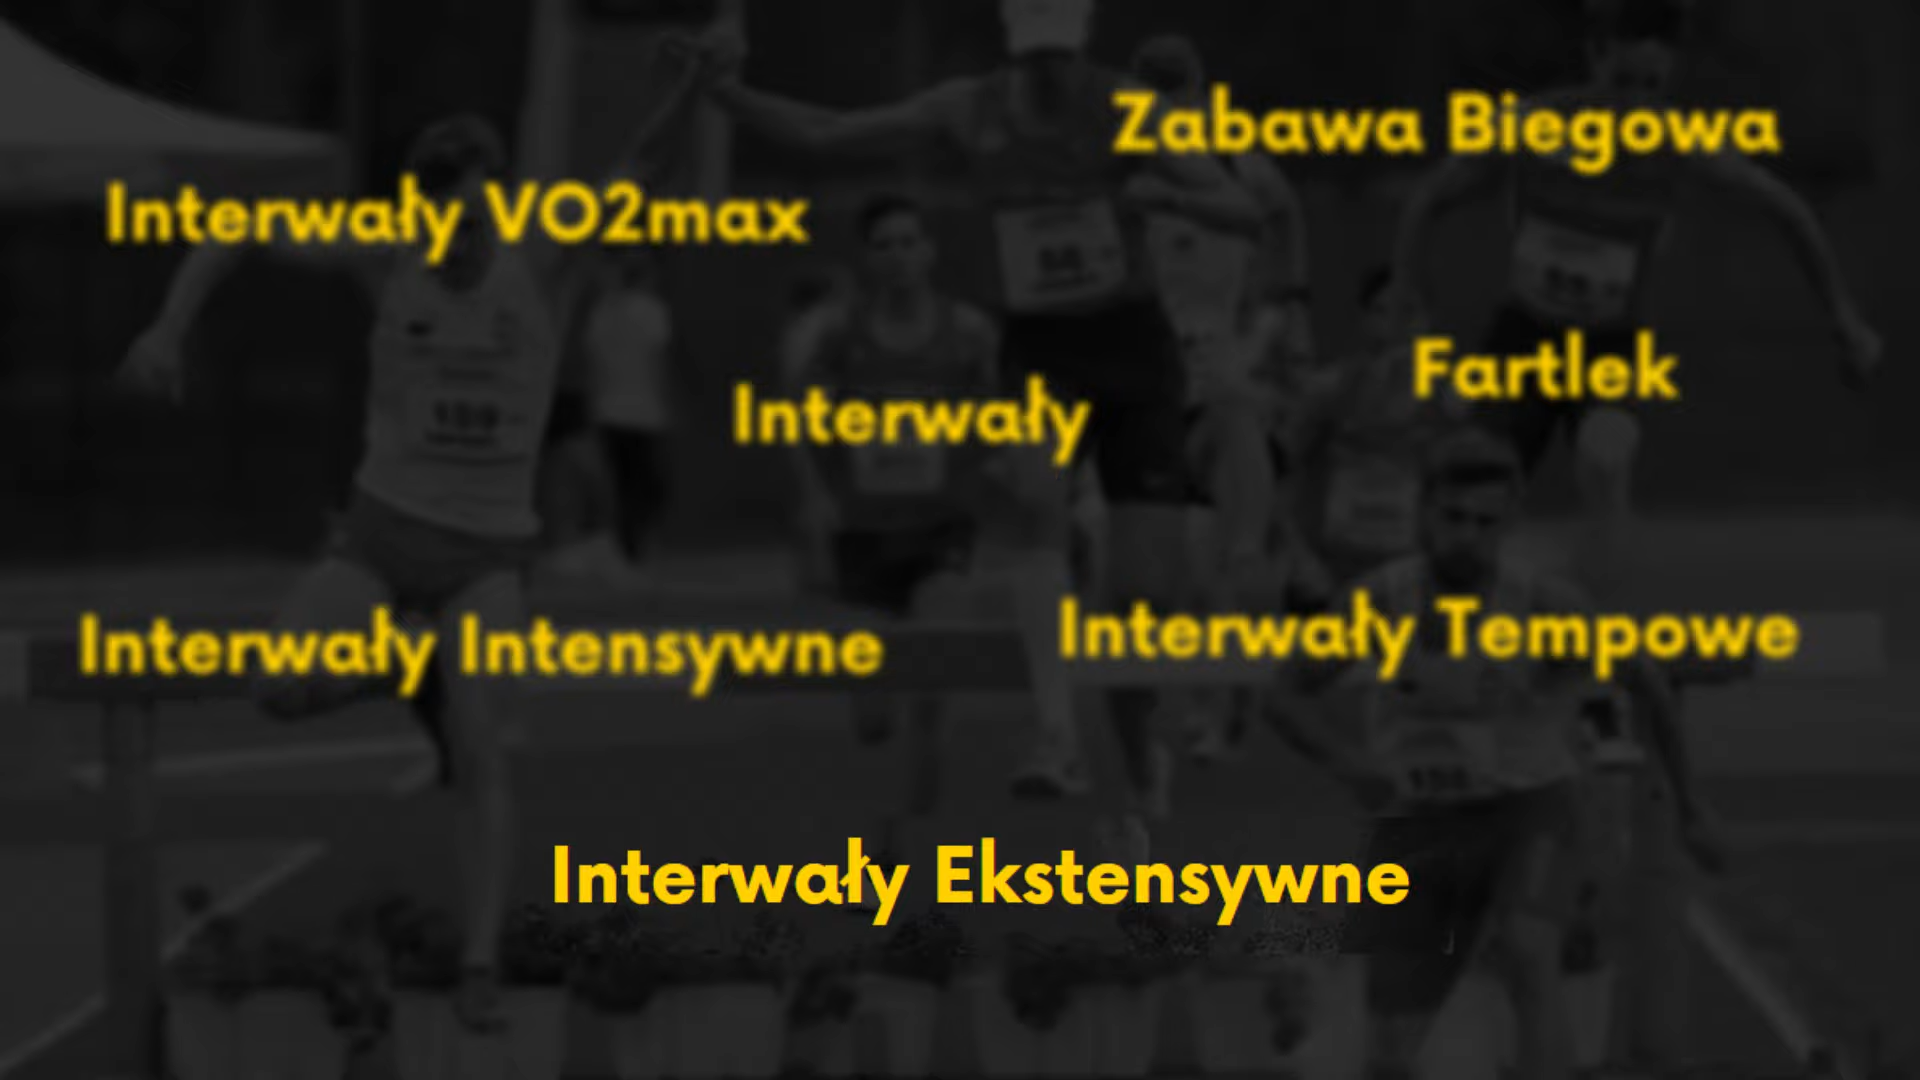 Zabawa Biegowa
Interwały VO2max
Fartlek
Interwały
Interwały Intensywne
Interwały Tempowe
Interwały Ekstensywne